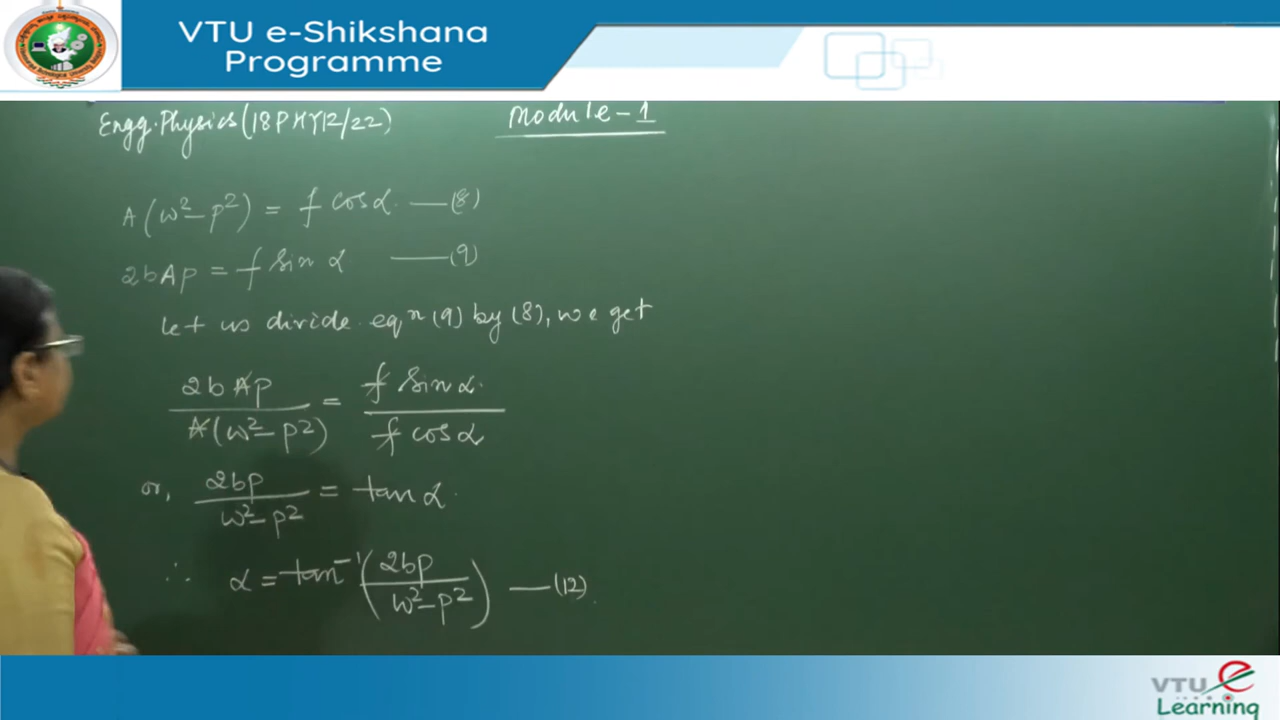 VTU e-Shikshana
Programme
Engg. Physics (18PHY12/22) Module-1
A(ω²-p²) = f cosα —(8)
2bAp = f sin α —(9)
Let us divide eqⁿ (9) by (8), we get
2bAp / A(ω²-p²) = f sin α / f cosα
or, 2bp / ω²-p² = tan α
∴ α = tan⁻¹(2bp / ω²-p²) —(12)
VTU e
Learning